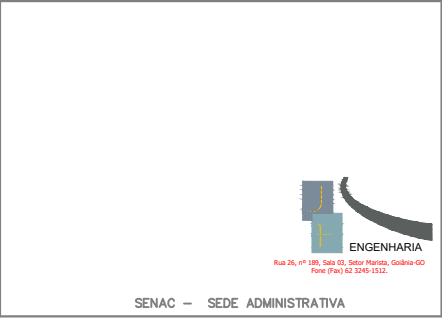 ENGENHARIA
Rua 26, nº 189, Sala 03, Setor Marista, Goiânia-GO
Fone (Fax) 62 3245-1512.
SENAC - SEDE ADMINISTRATIVA